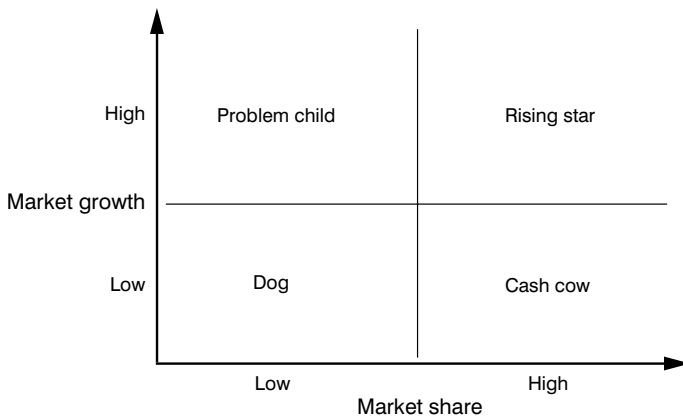 High
Problem child
Rising star
Market growth
Low
Dog
Cash cow
Low
High
Market share